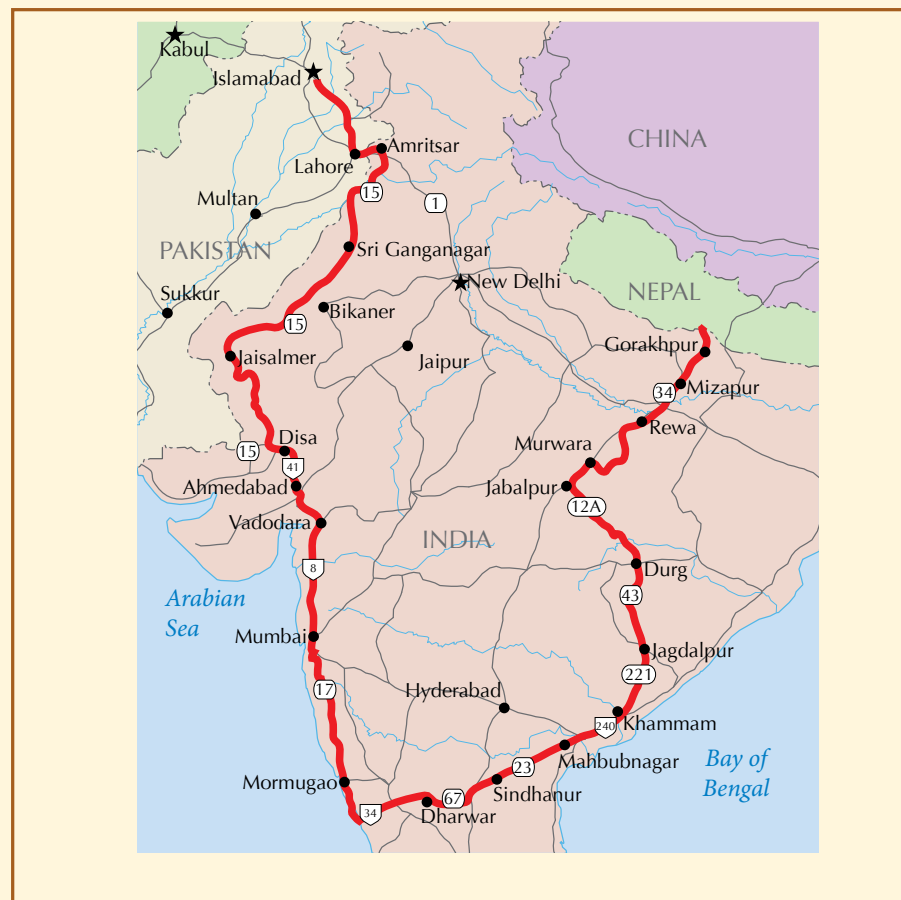 Kabul
Islamabad
CHINA
Amritsar
Lahore
15
Multan
1
PAKISTAN
Sri Ganganagar
New Delhi
Sukkur
NEPAL
Bikaner
15
Gorakhpur
Jaisalmer
Jaipur
Mizapur
34
Rewa
Disa
Murwara
15
41
Ahmedabad
Jabalpur
12A
Vadodara
INDIA
8
Durg
Arabian
Sea
43
Mumbai
Jagdalpur
221
17
Hyderabad
240
Khammam
Mahbubnagar
Bay of
Bengal
23
Mormugao
Sindhanur
67
34
Dharwar